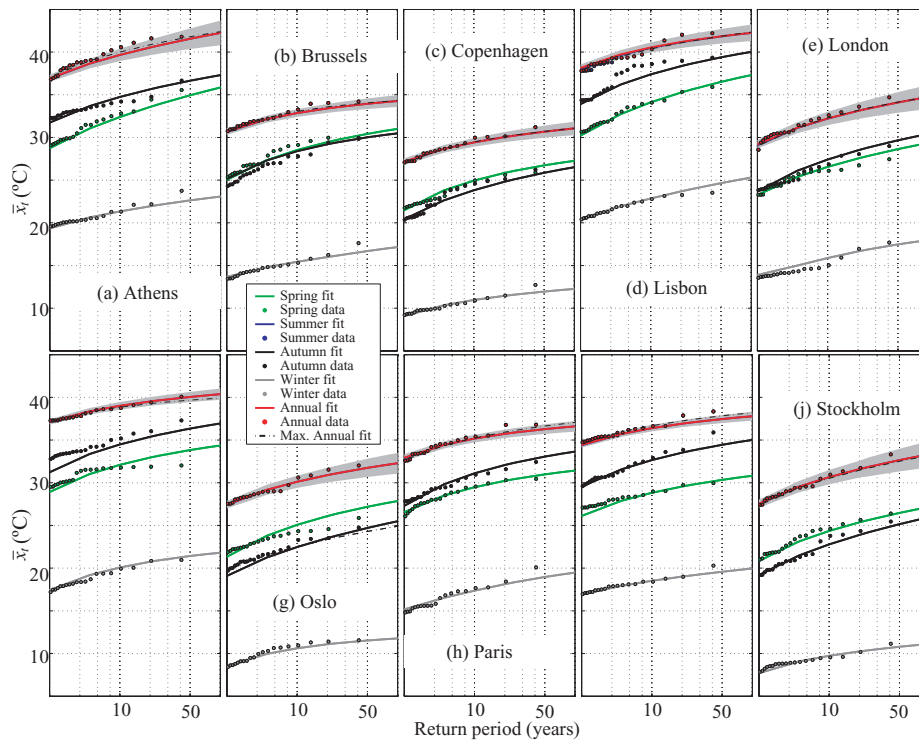 40
30
20
10
x̄ₜ (ºC)
(a) Athens
(b) Brussels
(c) Copenhagen
(d) Lisbon
(e) London
Spring fit
Spring data
Summer fit
Summer data
Autumn fit
Autumn data
Winter fit
Winter data
Annual fit
Annual data
Max. Annual fit
40
30
20
10
x̄ₜ (ºC)
(g) Oslo
(h) Paris
(j) Stockholm
10 50 10 50 10 50 10 50 10 50
Return period (years)